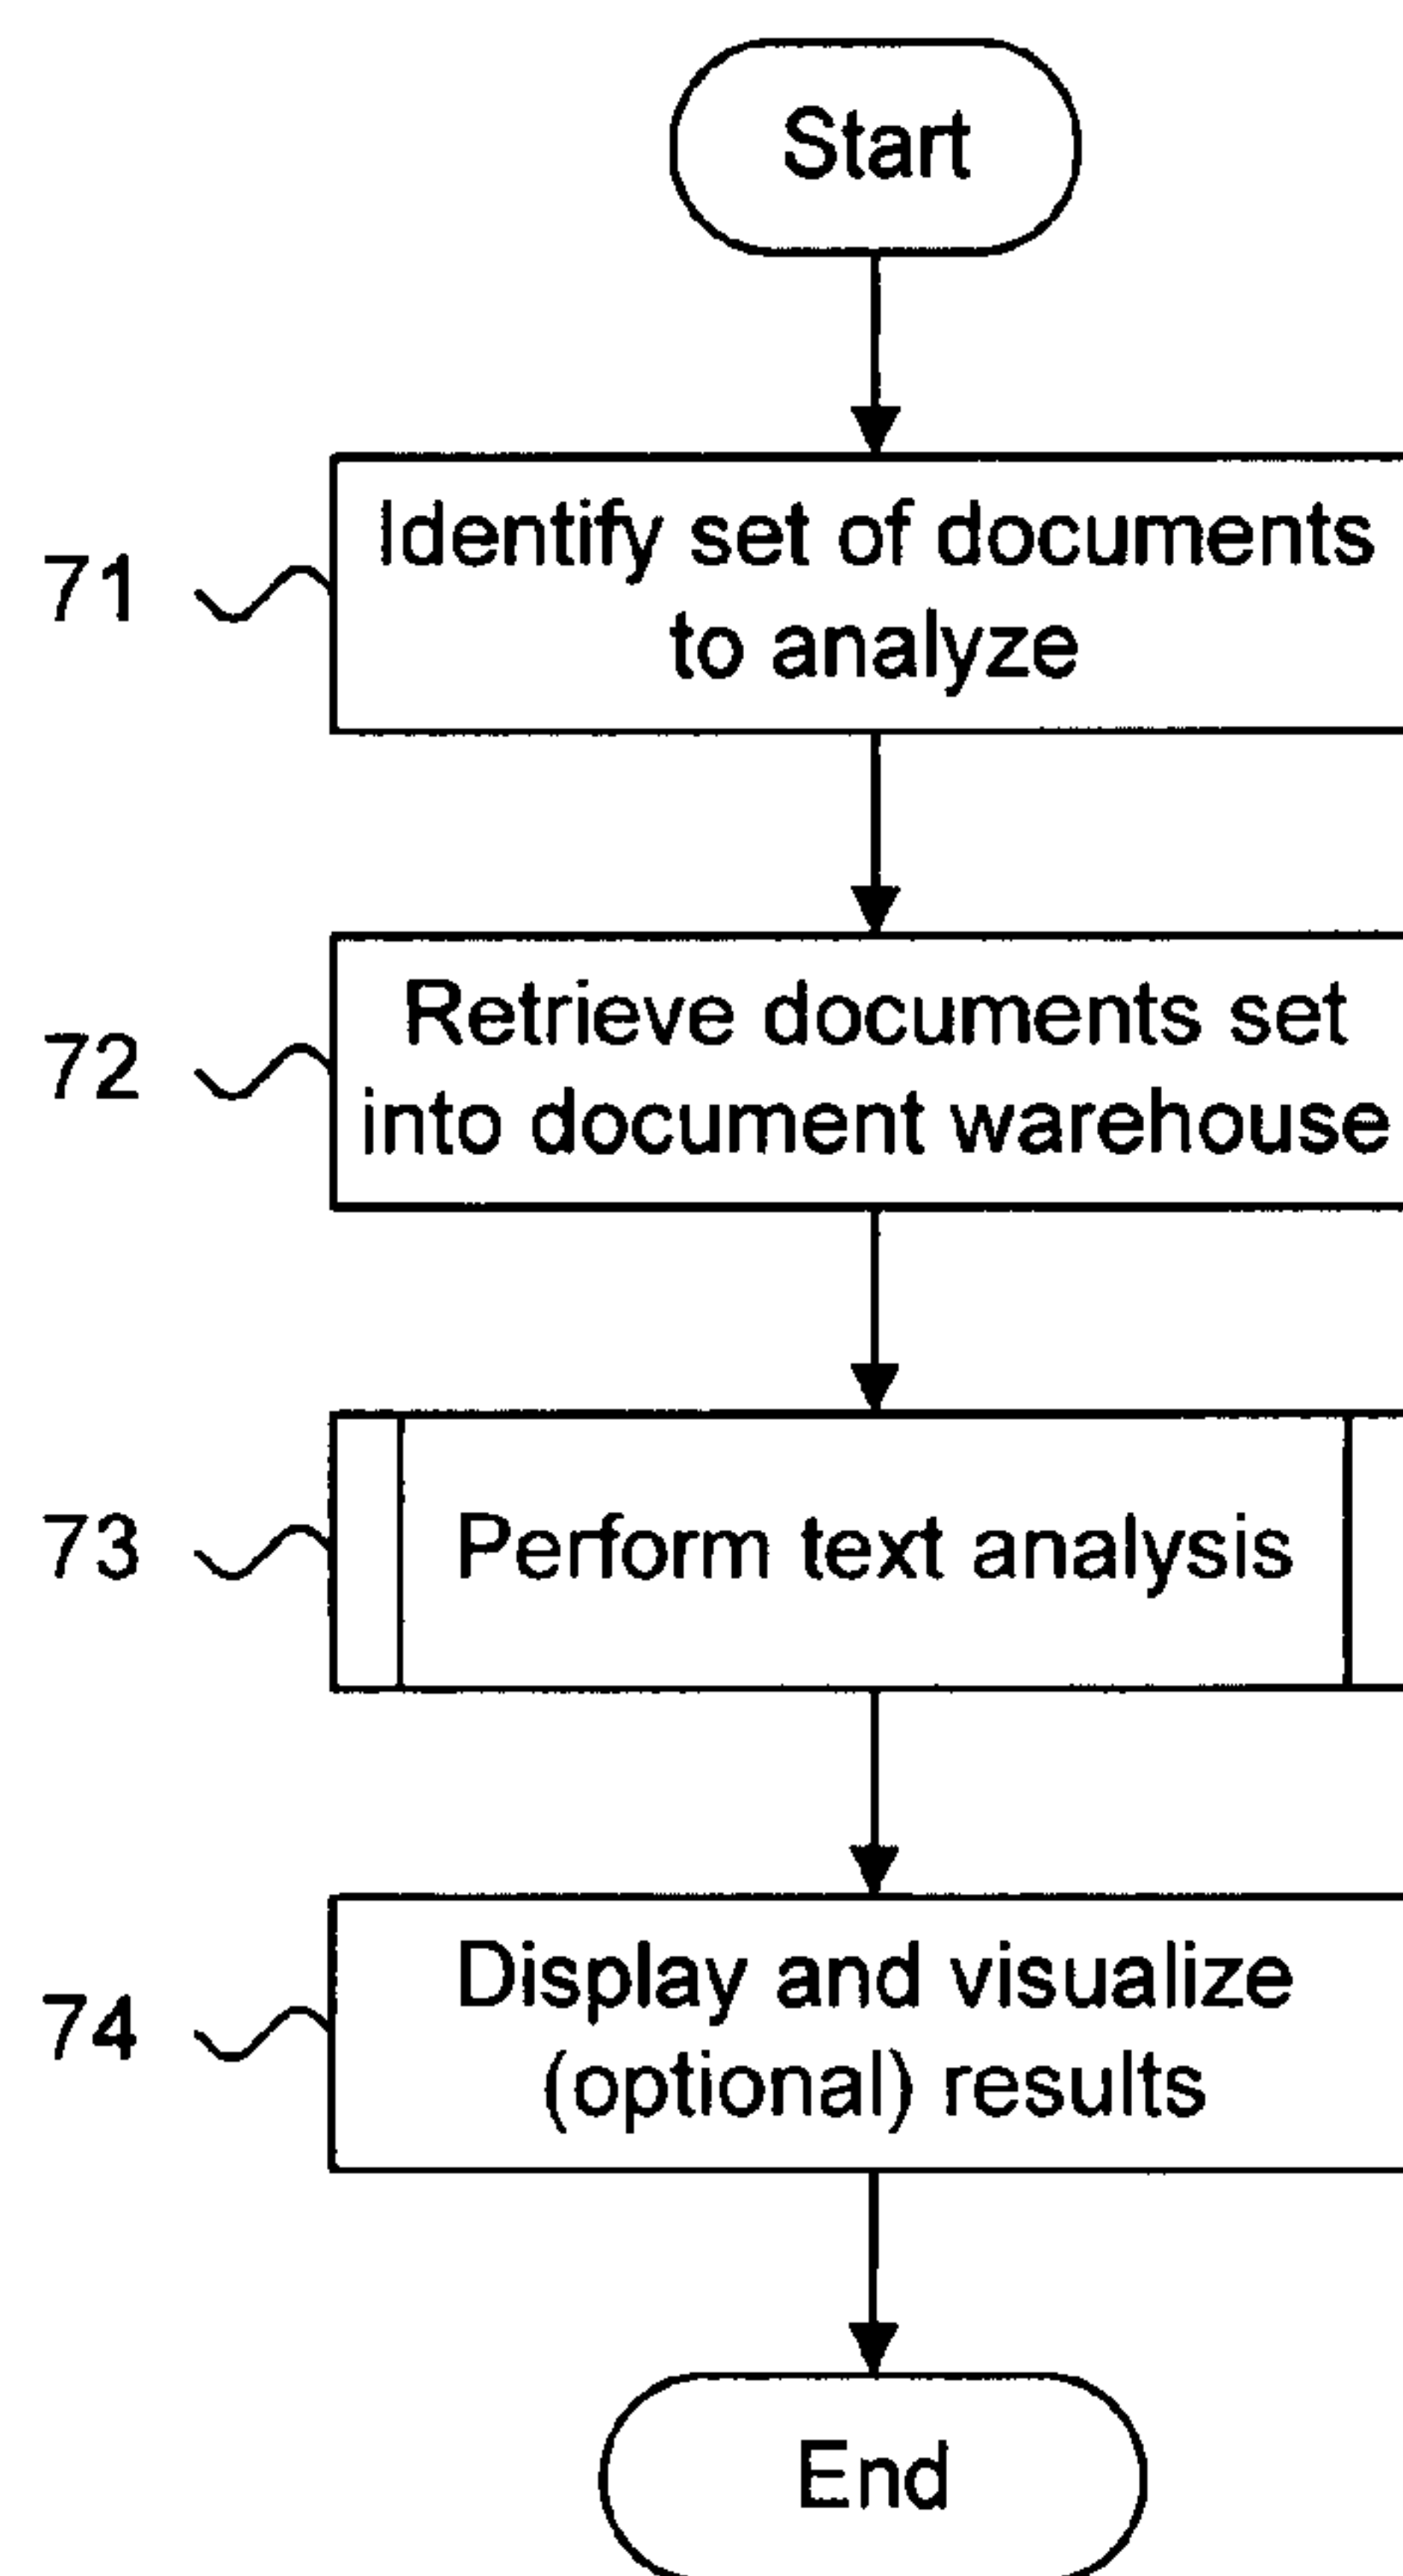 Start
71
Identify set of documents
to analyze
72
Retrieve documents set
into document warehouse
73
Perform text analysis
74
Display and visualize
(optional) results
End